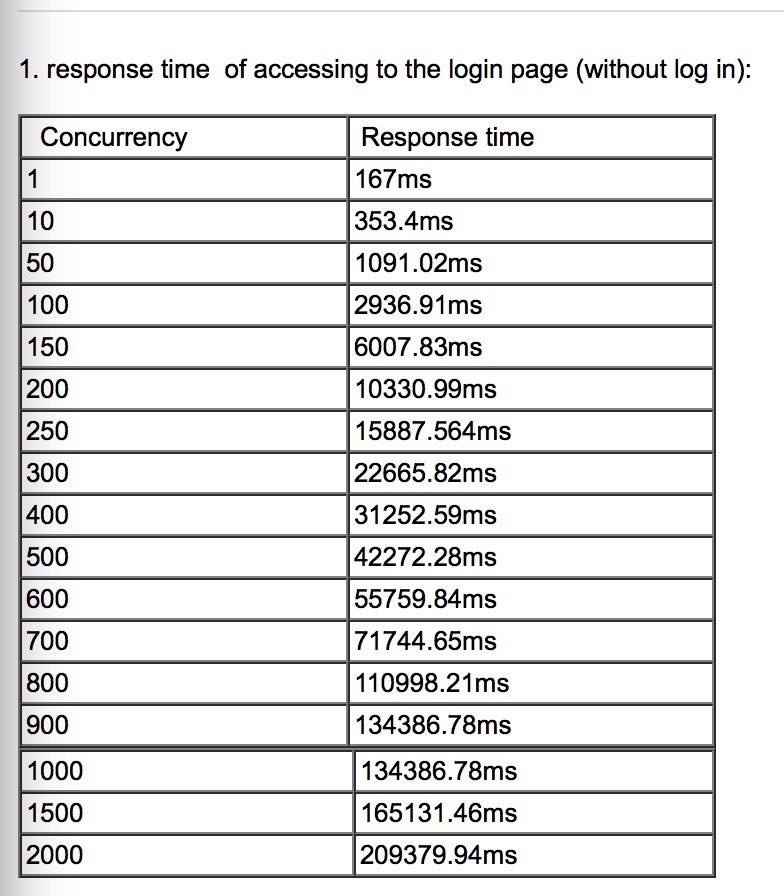 1. response time  of accessing to the login page (without log in):
Concurrency Response time
1 167ms
10 353.4ms
50 1091.02ms
100 2936.91ms
150 6007.83ms
200 10330.99ms
250 15887.564ms
300 22665.82ms
400 31252.59ms
500 42272.28ms
600 55759.84ms
700 71744.65ms
800 110998.21ms
900 134386.78ms
1000 134386.78ms
1500 165131.46ms
2000 209379.94ms